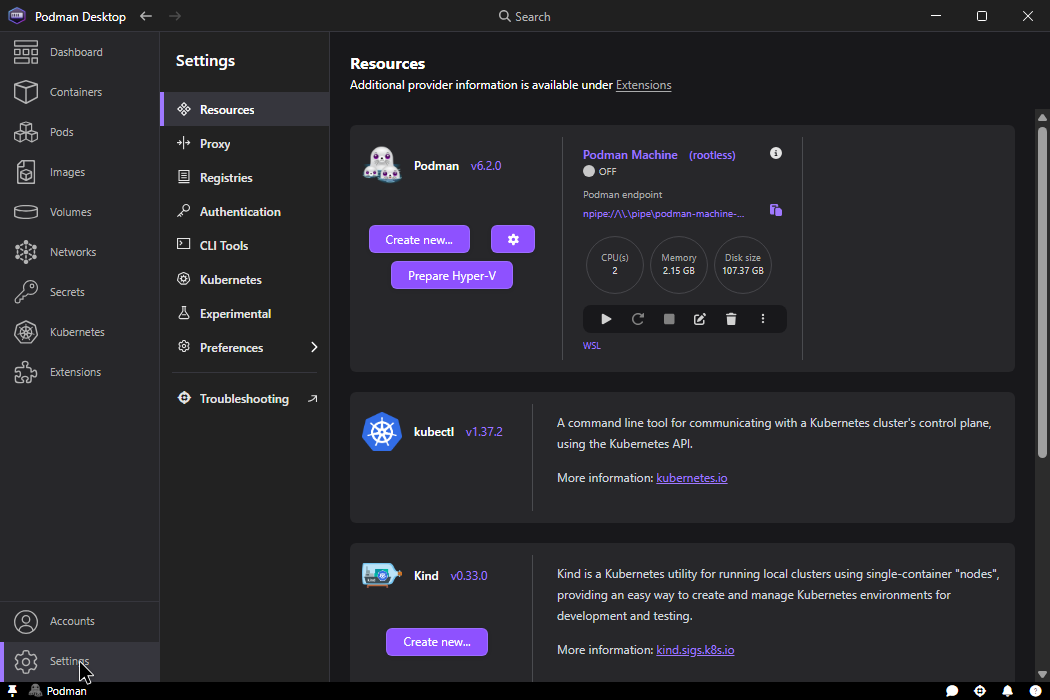 Podman Desktop
Search
Dashboard
Containers
Pods
Images
Volumes
Networks
Secrets
Kubernetes
Extensions
Accounts
Settings
Podman
Settings
Resources
Proxy
Registries
Authentication
CLI Tools
Kubernetes
Experimental
Preferences
Troubleshooting
Resources
Additional provider information is available under Extensions
Podman v6.2.0
Create new...
Prepare Hyper-V
Podman Machine (rootless)
OFF
Podman endpoint
npipe://\\.\pipe\podman-machine-...
CPU(s)
2
Memory
2.15 GB
Disk size
107.37 GB
WSL
kubectl v1.37.2
A command line tool for communicating with a Kubernetes cluster's control plane,
using the Kubernetes API.
More information: kubernetes.io
Kind v0.33.0
Create new...
Kind is a Kubernetes utility for running local clusters using single-container "nodes",
providing an easy way to create and manage Kubernetes environments for
development and testing.
More information: kind.sigs.k8s.io